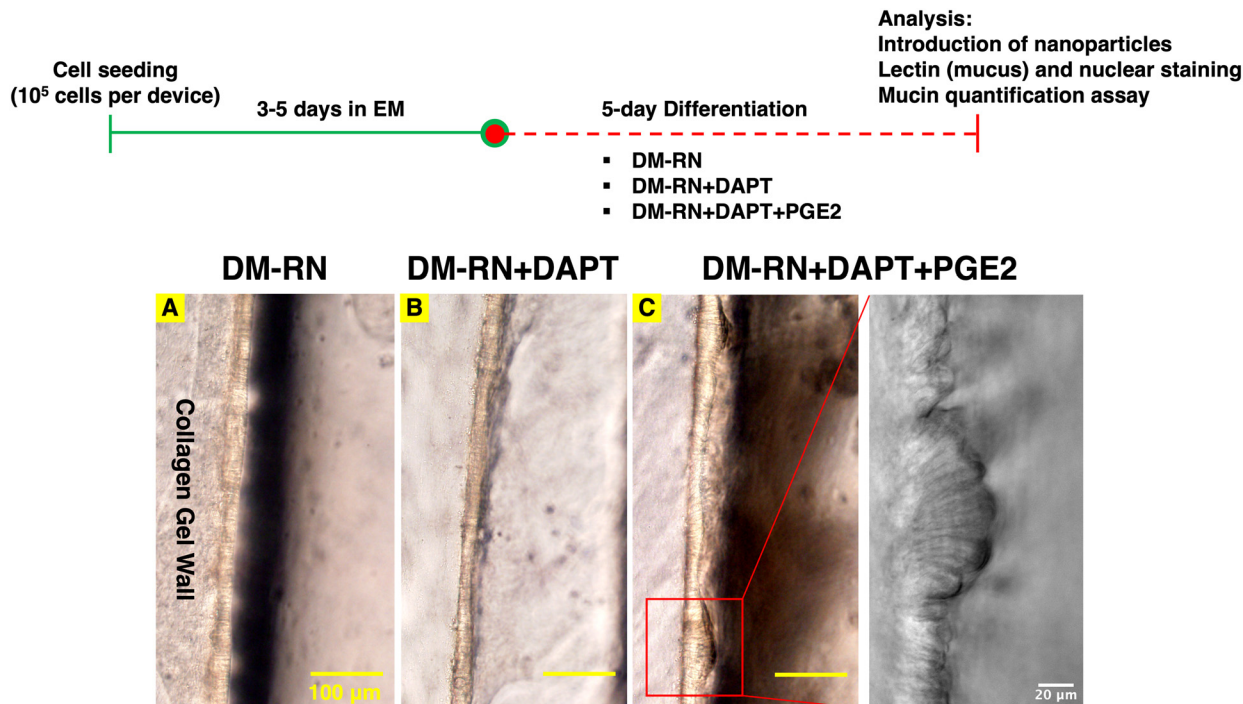 Analysis:
Introduction of nanoparticles
Lectin (mucus) and nuclear staining
Mucin quantification assay
Cell seeding
(10⁵ cells per device)
3-5 days in EM
5-day Differentiation
▪ DM-RN
▪ DM-RN+DAPT
▪ DM-RN+DAPT+PGE2
DM-RN
DM-RN+DAPT
DM-RN+DAPT+PGE2
A
B
C
Collagen Gel Wall
100 µm
20 µm